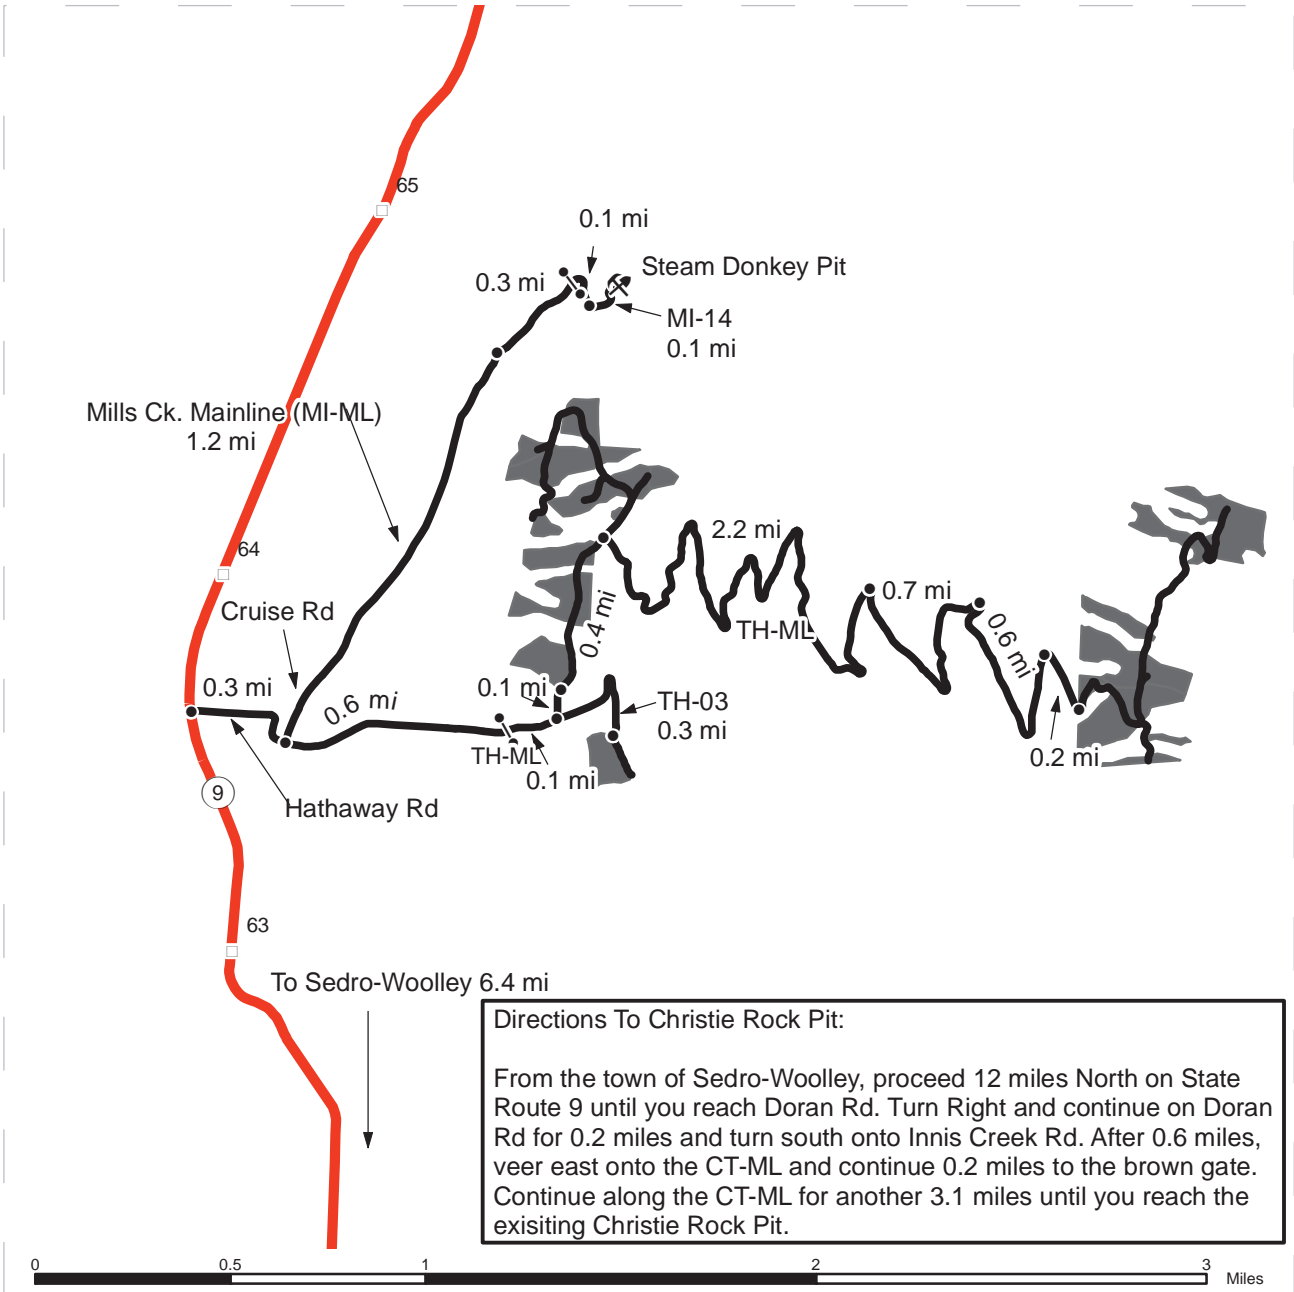 65
0.1 mi
Steam Donkey Pit
0.3 mi
MI-14
0.1 mi
Mills Ck. Mainline (MI-ML)
1.2 mi
64
2.2 mi
Cruise Rd
0.7 mi
0.4 mi
TH-ML
0.6 mi
0.3 mi
0.6 mi
0.1 mi
TH-03
0.3 mi
TH-ML
0.1 mi
0.2 mi
9
Hathaway Rd
63
To Sedro-Woolley 6.4 mi
Directions To Christie Rock Pit:
From the town of Sedro-Woolley, proceed 12 miles North on State
Route 9 until you reach Doran Rd. Turn Right and continue on Doran
Rd for 0.2 miles and turn south onto Innis Creek Rd. After 0.6 miles,
veer east onto the CT-ML and continue 0.2 miles to the brown gate.
Continue along the CT-ML for another 3.1 miles until you reach the
exisiting Christie Rock Pit.
0 0.5 1 2 3
Miles